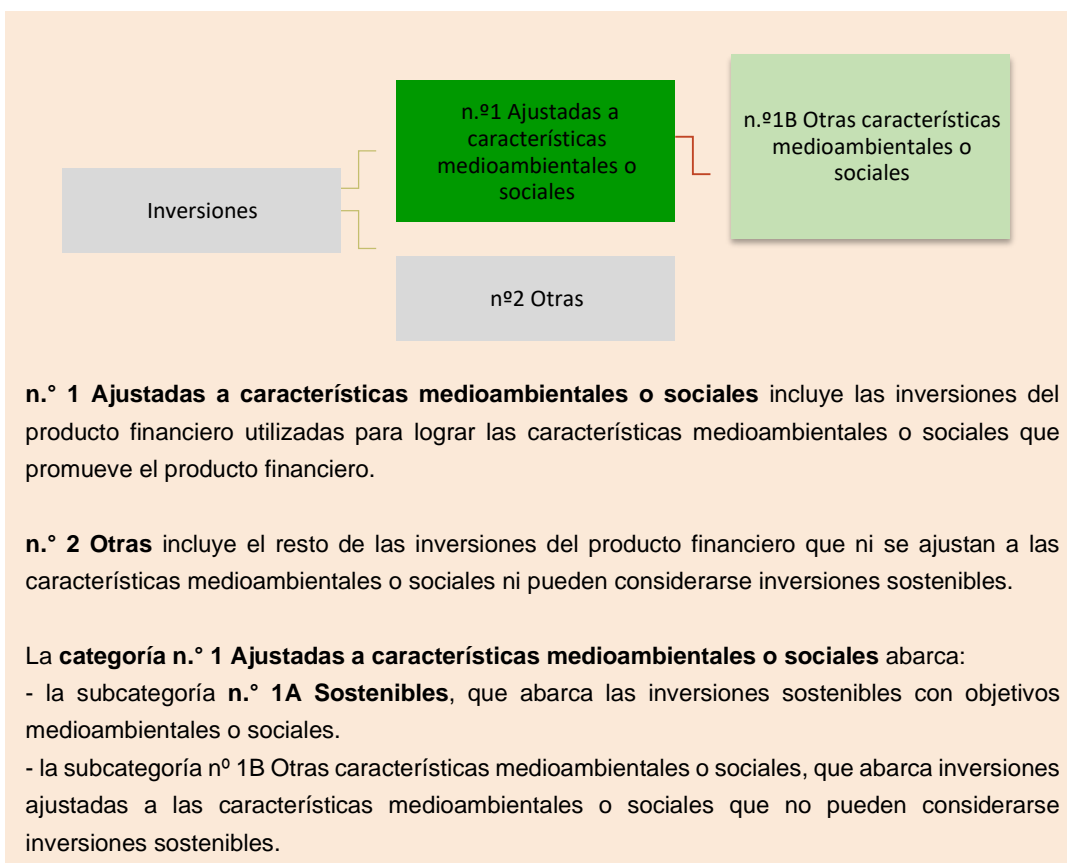 n.º1 Ajustadas a
características
medioambientales o
sociales
n.º1B Otras características
medioambientales o
sociales
Inversiones
nº2 Otras
n.° 1 Ajustadas a características medioambientales o sociales incluye las inversiones del
producto financiero utilizadas para lograr las características medioambientales o sociales que
promueve el producto financiero.
n.° 2 Otras incluye el resto de las inversiones del producto financiero que ni se ajustan a las
características medioambientales o sociales ni pueden considerarse inversiones sostenibles.
La categoría n.° 1 Ajustadas a características medioambientales o sociales abarca:
- la subcategoría n.° 1A Sostenibles, que abarca las inversiones sostenibles con objetivos
medioambientales o sociales.
- la subcategoría nº 1B Otras características medioambientales o sociales, que abarca inversiones
ajustadas a las características medioambientales o sociales que no pueden considerarse
inversiones sostenibles.